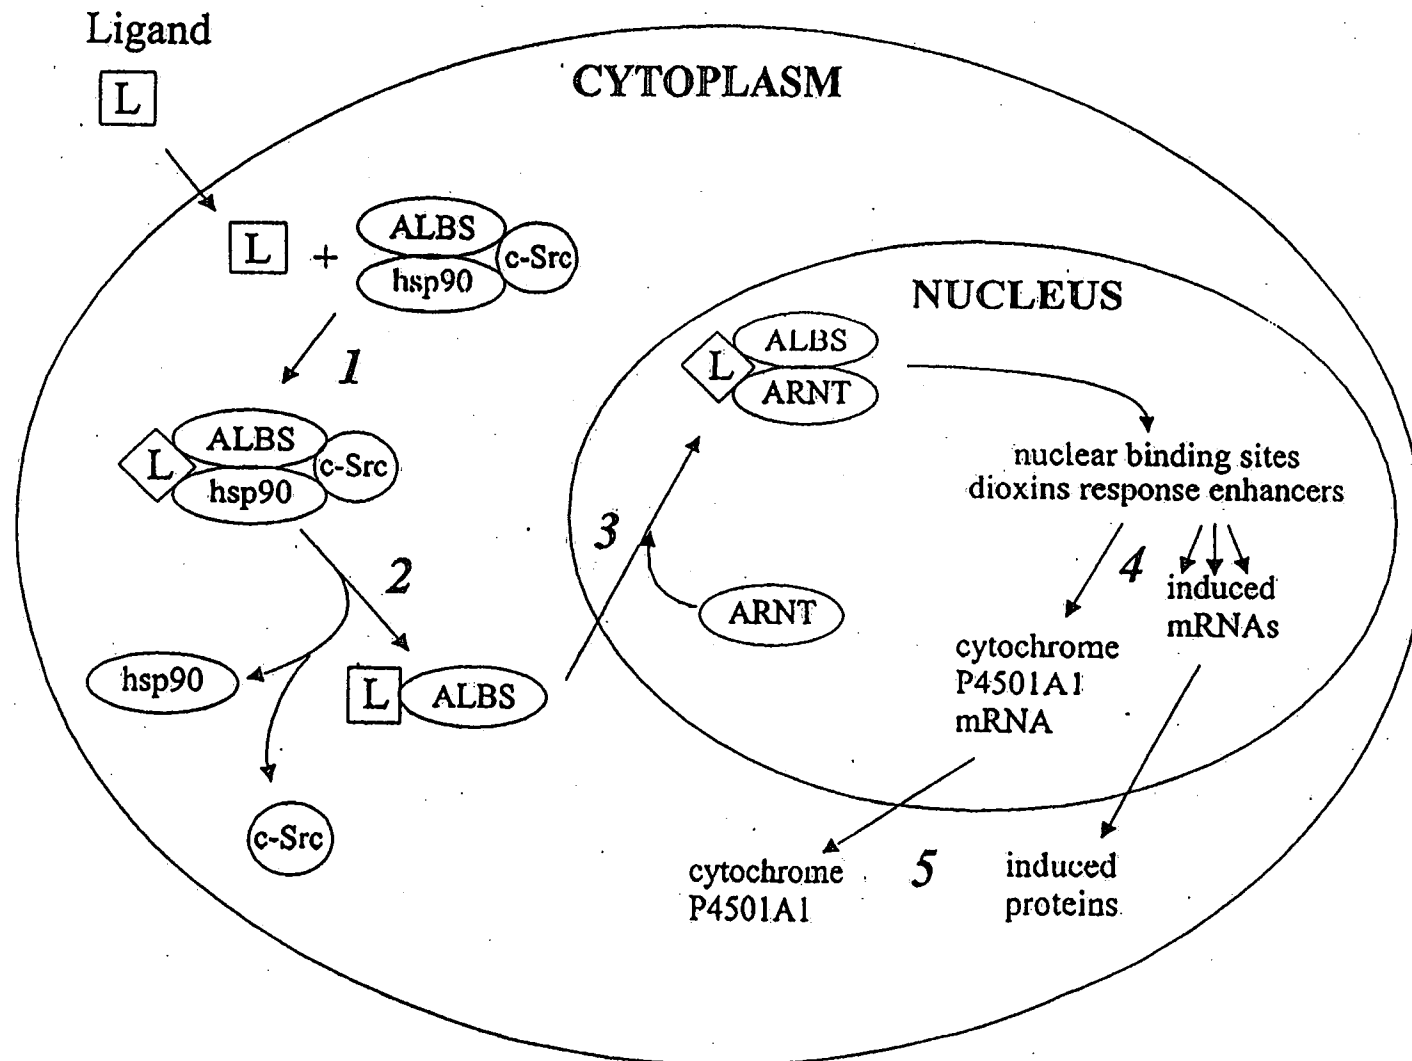 Ligand
L
CYTOPLASM
L + ALBS
hsp90
c-Src
1
NUCLEUS
L
ALBS
ARNT
L
ALBS
hsp90
c-Src
nuclear binding sites
dioxins response enhancers
2
3
4
ARNT
induced
mRNAs
cytochrome
P4501A1
mRNA
hsp90
L
ALBS
c-Src
cytochrome
P4501A1
5
induced
proteins